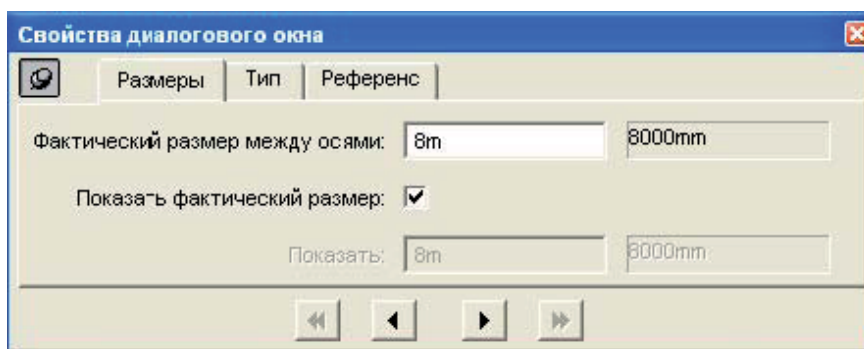 Свойства диалогового окна
Размеры Тип Референс
Фактический размер между осями: 8m 8000mm
Показать фактический размер:
Показать: 8m 8000mm